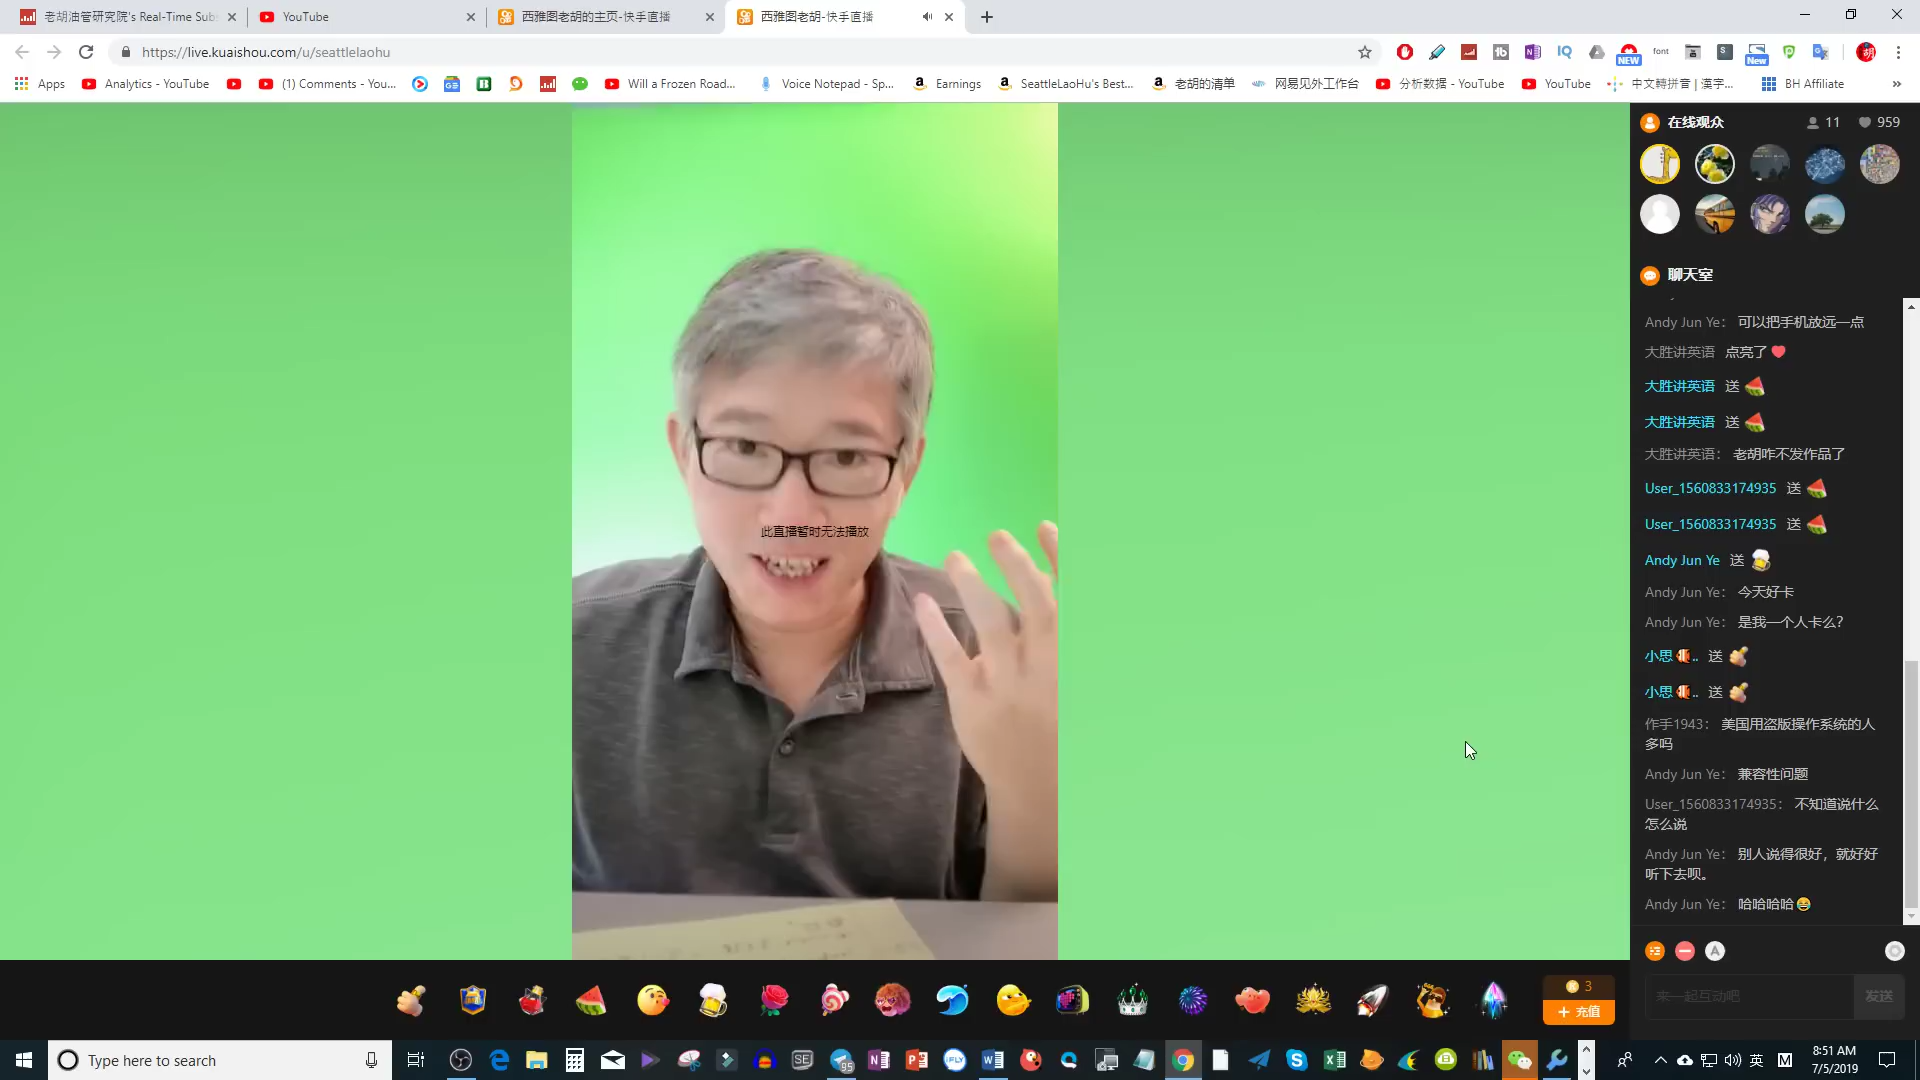 老胡油管研究院's Real-Time Subs
YouTube
西雅图老胡的主页-快手直播
西雅图老胡-快手直播
https://live.kuaishou.com/u/seattlelaohu
font
NEW
New
胡
Apps
Analytics - YouTube
(1) Comments - You...
Will a Frozen Road...
Voice Notepad - Sp...
Earnings
SeattleLaoHu's Best...
老胡的清单
网易见外工作台
分析数据 - YouTube
YouTube
中文轉拼音 | 漢字...
BH Affiliate
在线观众
11
959
聊天室
Andy Jun Ye： 可以把手机放远一点
大胜讲英语 点亮了
大胜讲英语 送
大胜讲英语 送
大胜讲英语： 老胡咋不发作品了
User_1560833174935 送
User_1560833174935 送
Andy Jun Ye 送
Andy Jun Ye： 今天好卡
Andy Jun Ye： 是我一个人卡么？
小思🐠.. 送
小思🐠.. 送
作手1943： 美国用盗版操作系统的人
多吗
Andy Jun Ye： 兼容性问题
User_1560833174935： 不知道说什么
怎么说
Andy Jun Ye： 别人说得很好，就好好
听下去呗。
Andy Jun Ye： 哈哈哈哈😂
此直播暂时无法播放
3
+ 充值
来一起互动吧
发送
Type here to search
95
英
M
8:51 AM
7/5/2019